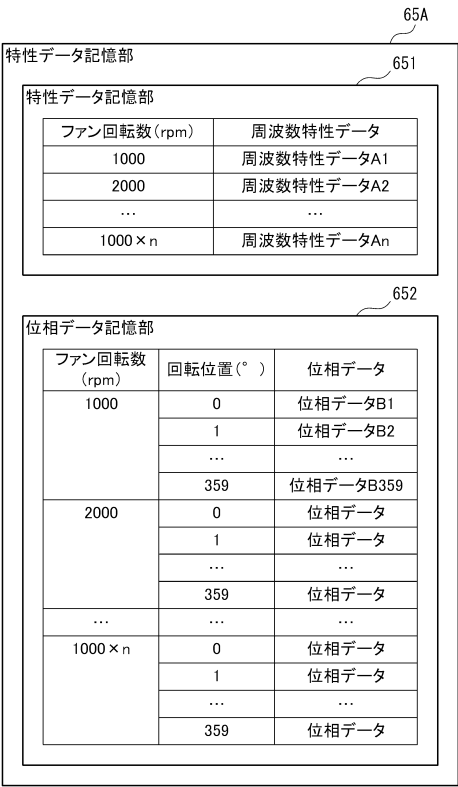 65A
特性データ記憶部
651
特性データ記憶部
ファン回転数(rpm) 周波数特性データ
1000 周波数特性データA1
2000 周波数特性データA2
… …
1000×n 周波数特性データAn
652
位相データ記憶部
ファン回転数 回転位置(°) 位相データ
(rpm)
1000 0 位相データB1
1 位相データB2
… …
359 位相データB359
2000 0 位相データ
1 位相データ
… …
359 位相データ
… … …
1000×n 0 位相データ
1 位相データ
… …
359 位相データ